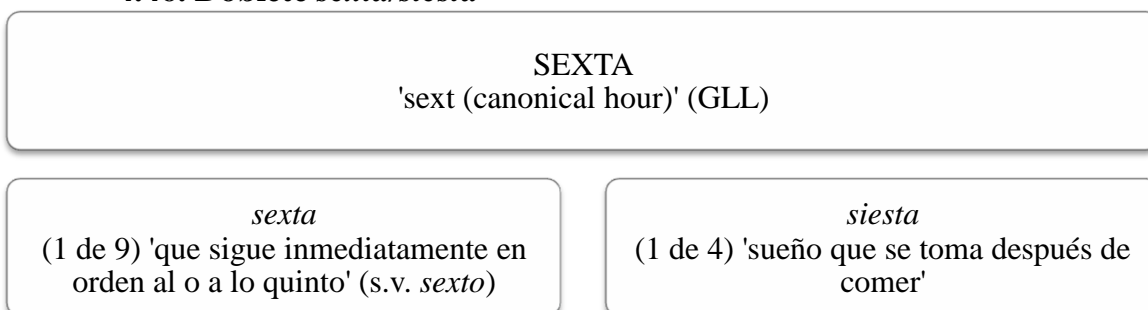 SEXTA
'sext (canonical hour)' (GLL)
sexta
(1 de 9) 'que sigue inmediatamente en
orden al o a lo quinto' (s.v. sexto)
siesta
(1 de 4) 'sueño que se toma después de
comer'